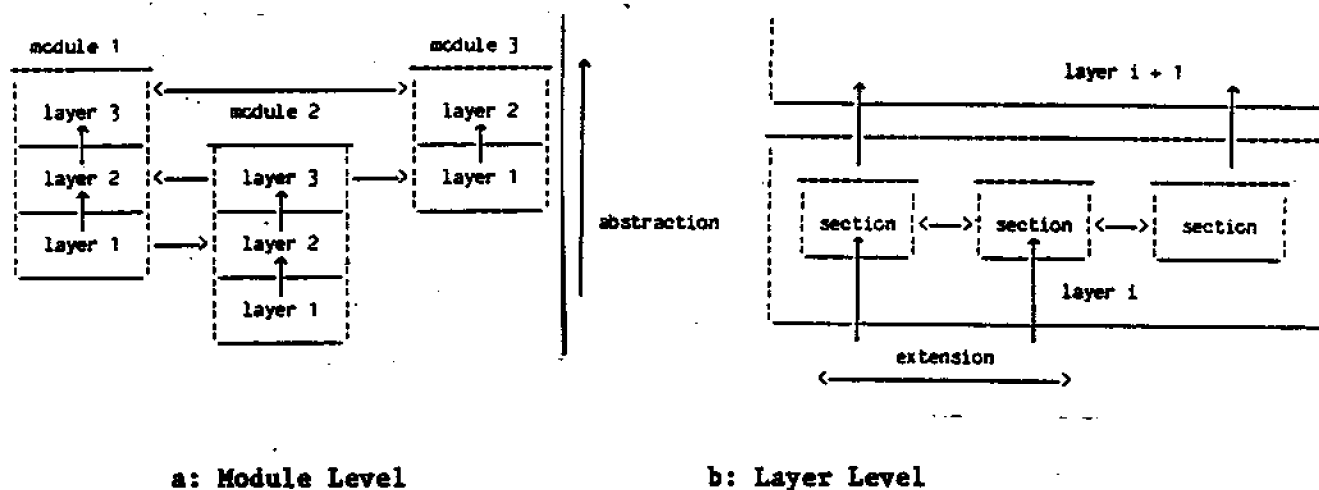 module 1
module 3
layer 3
module 2
layer 2
layer 2
layer 3
layer 1
layer 1
layer 2
layer 1
abstraction
layer i + 1
section
section
section
layer i
extension
a: Module Level
b: Layer Level